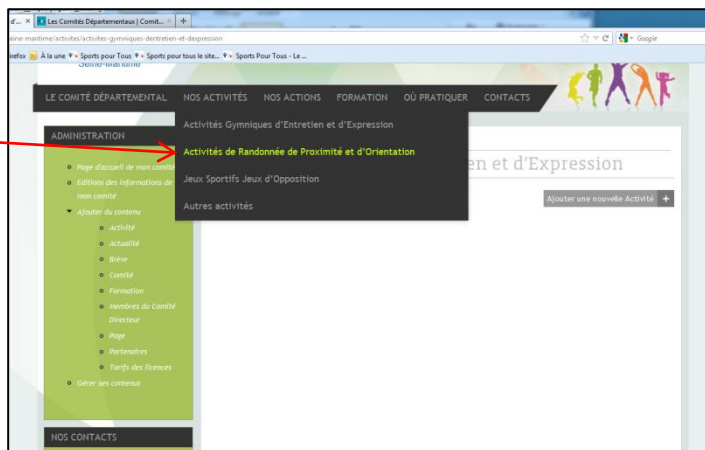 d'...
Les Comités Départementaux | Comit...
eine-maritime/activites/activites-gymniques-dentretien-et-dexpression
Google
irefox
À la une
Sports pour Tous
Sports pour tous le site...
Sports Pour Tous - Le ...
Seine-Maritime
LE COMITÉ DÉPARTEMENTAL
NOS ACTIVITÉS
NOS ACTIONS
FORMATION
OÙ PRATIQUER
CONTACTS
Activités Gymniques d'Entretien et d'Expression
Activités de Randonnée de Proximité et d'Orientation
Jeux Sportifs Jeux d'Opposition
Autres activités
en et d'Expression
Ajouter une nouvelle Activité +
ADMINISTRATION
Page d'accueil de mon comité
Editions des informations de
mon comité
Ajouter du contenu
Activité
Actualité
Brève
Comité
Formation
Membres du Comité
Directeur
Page
Partenaires
Tarifs des licences
Gérer ses contenus
NOS CONTACTS